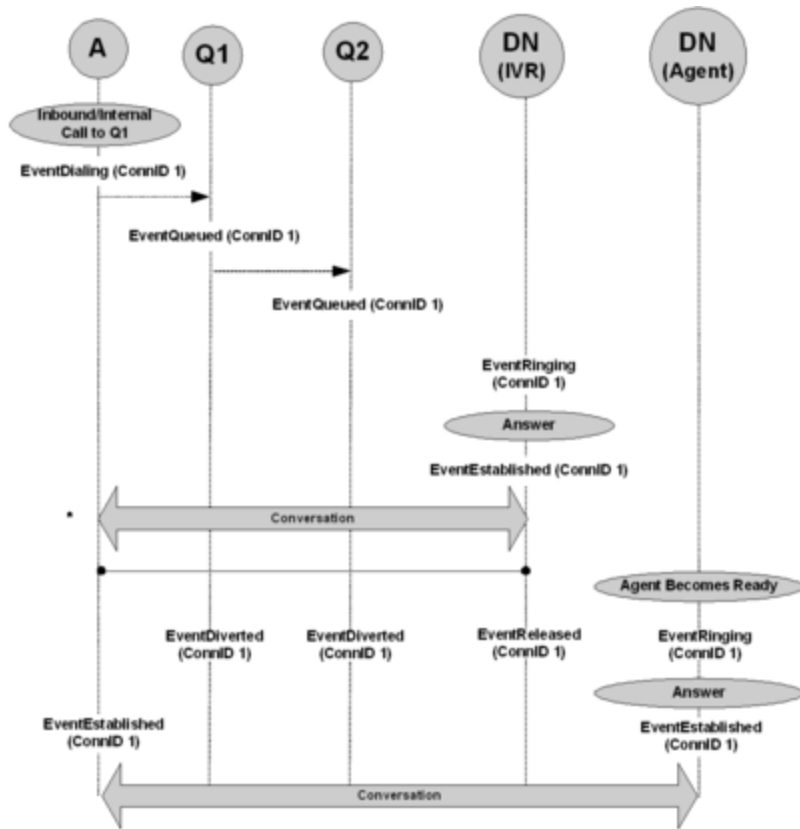 A
Q1
Q2
DN
(IVR)
DN
(Agent)
Inbound/Internal
Call to Q1
EventDialing (ConnID 1)
EventQueued (ConnID 1)
EventQueued (ConnID 1)
EventRinging
(ConnID 1)
Answer
EventEstablished (ConnID 1)
*
Conversation
Agent Becomes Ready
EventDiverted
(ConnID 1)
EventDiverted
(ConnID 1)
EventReleased
(ConnID 1)
EventRinging
(ConnID 1)
Answer
EventEstablished
(ConnID 1)
EventEstablished
(ConnID 1)
Conversation